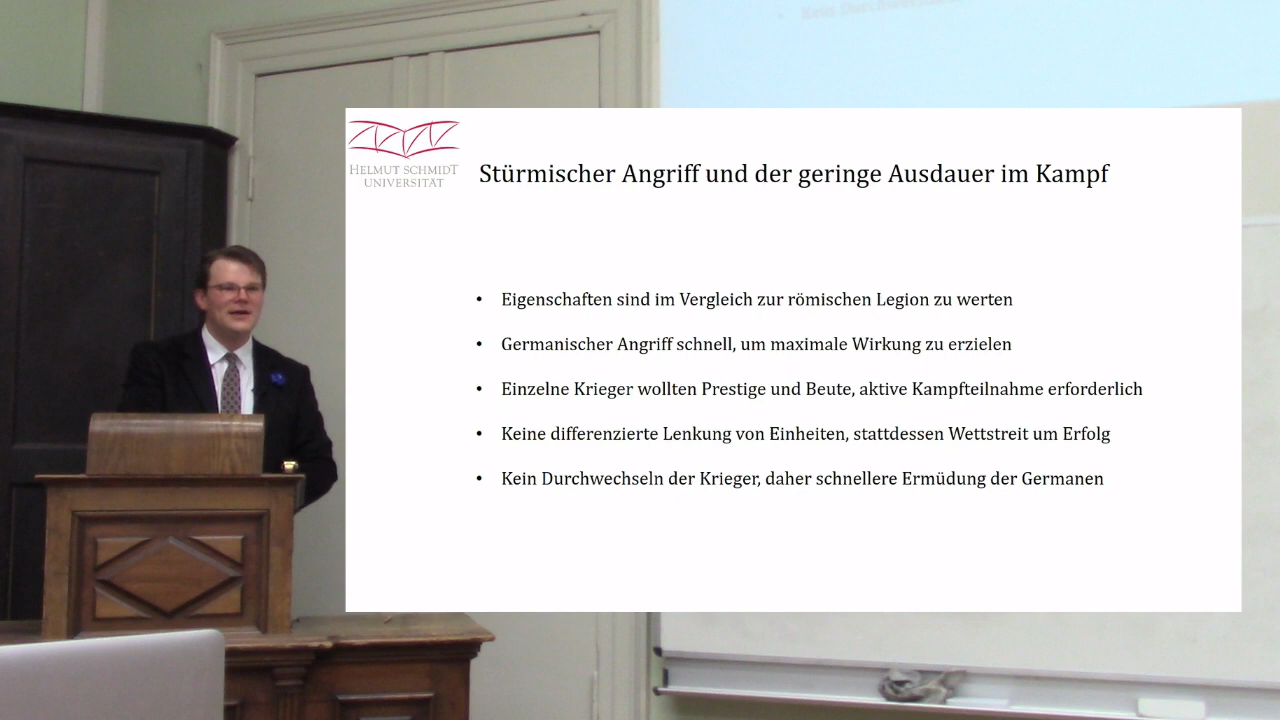 Kein Durchwechseln
HELMUT SCHMIDT
UNIVERSITÄT
Stürmischer Angriff und der geringe Ausdauer im Kampf
• Eigenschaften sind im Vergleich zur römischen Legion zu werten
• Germanischer Angriff schnell, um maximale Wirkung zu erzielen
• Einzelne Krieger wollten Prestige und Beute, aktive Kampfteilnahme erforderlich
• Keine differenzierte Lenkung von Einheiten, stattdessen Wettstreit um Erfolg
• Kein Durchwechseln der Krieger, daher schnellere Ermüdung der Germanen